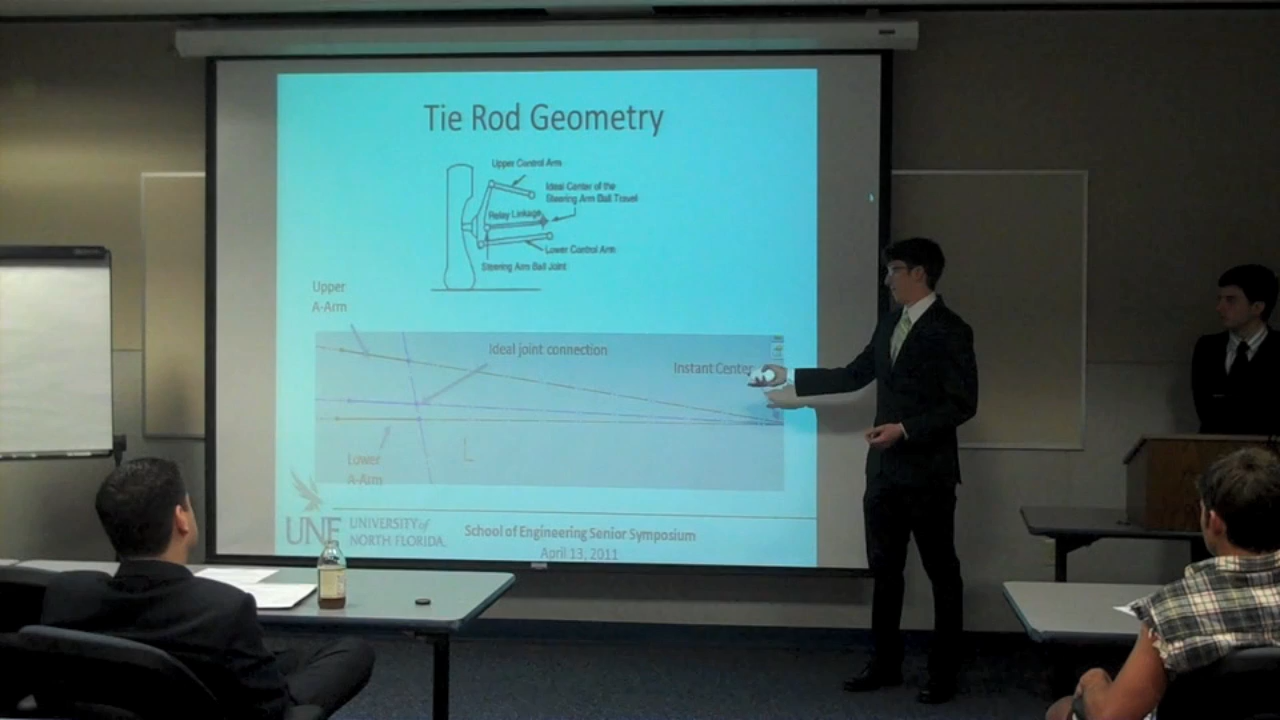 Tie Rod Geometry
Upper Control Arm
Ideal Center of the
Steering Arm Ball Travel
Relay Linkage
Lower Control Arm
Steering Arm Ball Joint
Upper
A-Arm
Ideal joint connection
Instant Center
Lower
A-Arm
UNF
UNIVERSITY of
NORTH FLORIDA.
School of Engineering Senior Symposium
April 13, 2011